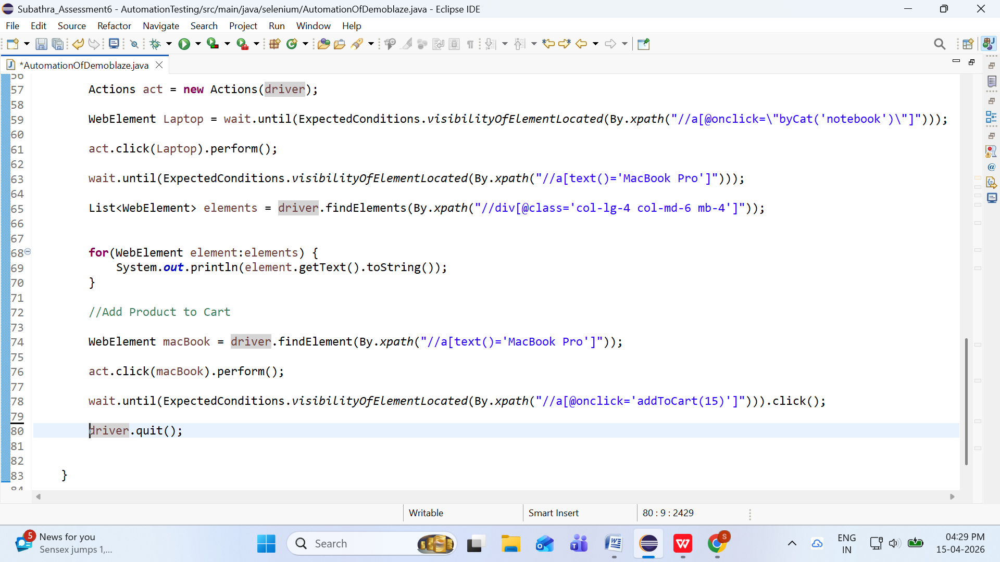 Subathra_Assessment6 - AutomationTesting/src/main/java/selenium/AutomationOfDemoblaze.java - Eclipse IDE
File Edit Source Refactor Navigate Search Project Run Window Help
*AutomationOfDemoblaze.java
56
57 Actions act = new Actions(driver);
58
59 WebElement Laptop = wait.until(ExpectedConditions.visibilityOfElementLocated(By.xpath("//a[@onclick=\"byCat('notebook')\"]")));
60
61 act.click(Laptop).perform();
62
63 wait.until(ExpectedConditions.visibilityOfElementLocated(By.xpath("//a[text()='MacBook Pro']")));
64
65 List<WebElement> elements = driver.findElements(By.xpath("//div[@class='col-lg-4 col-md-6 mb-4']"));
66
67
68 for(WebElement element:elements) {
69 System.out.println(element.getText().toString());
70 }
71
72 //Add Product to Cart
73
74 WebElement macBook = driver.findElement(By.xpath("//a[text()='MacBook Pro']"));
75
76 act.click(macBook).perform();
77
78 wait.until(ExpectedConditions.visibilityOfElementLocated(By.xpath("//a[@onclick='addToCart(15)']"))).click();
79
80 driver.quit();
81
82
83 }
84
Writable Smart Insert 80 : 9 : 2429
5 News for you
Sensex jumps 1,...
Search
ENG
IN
04:29 PM
15-04-2026